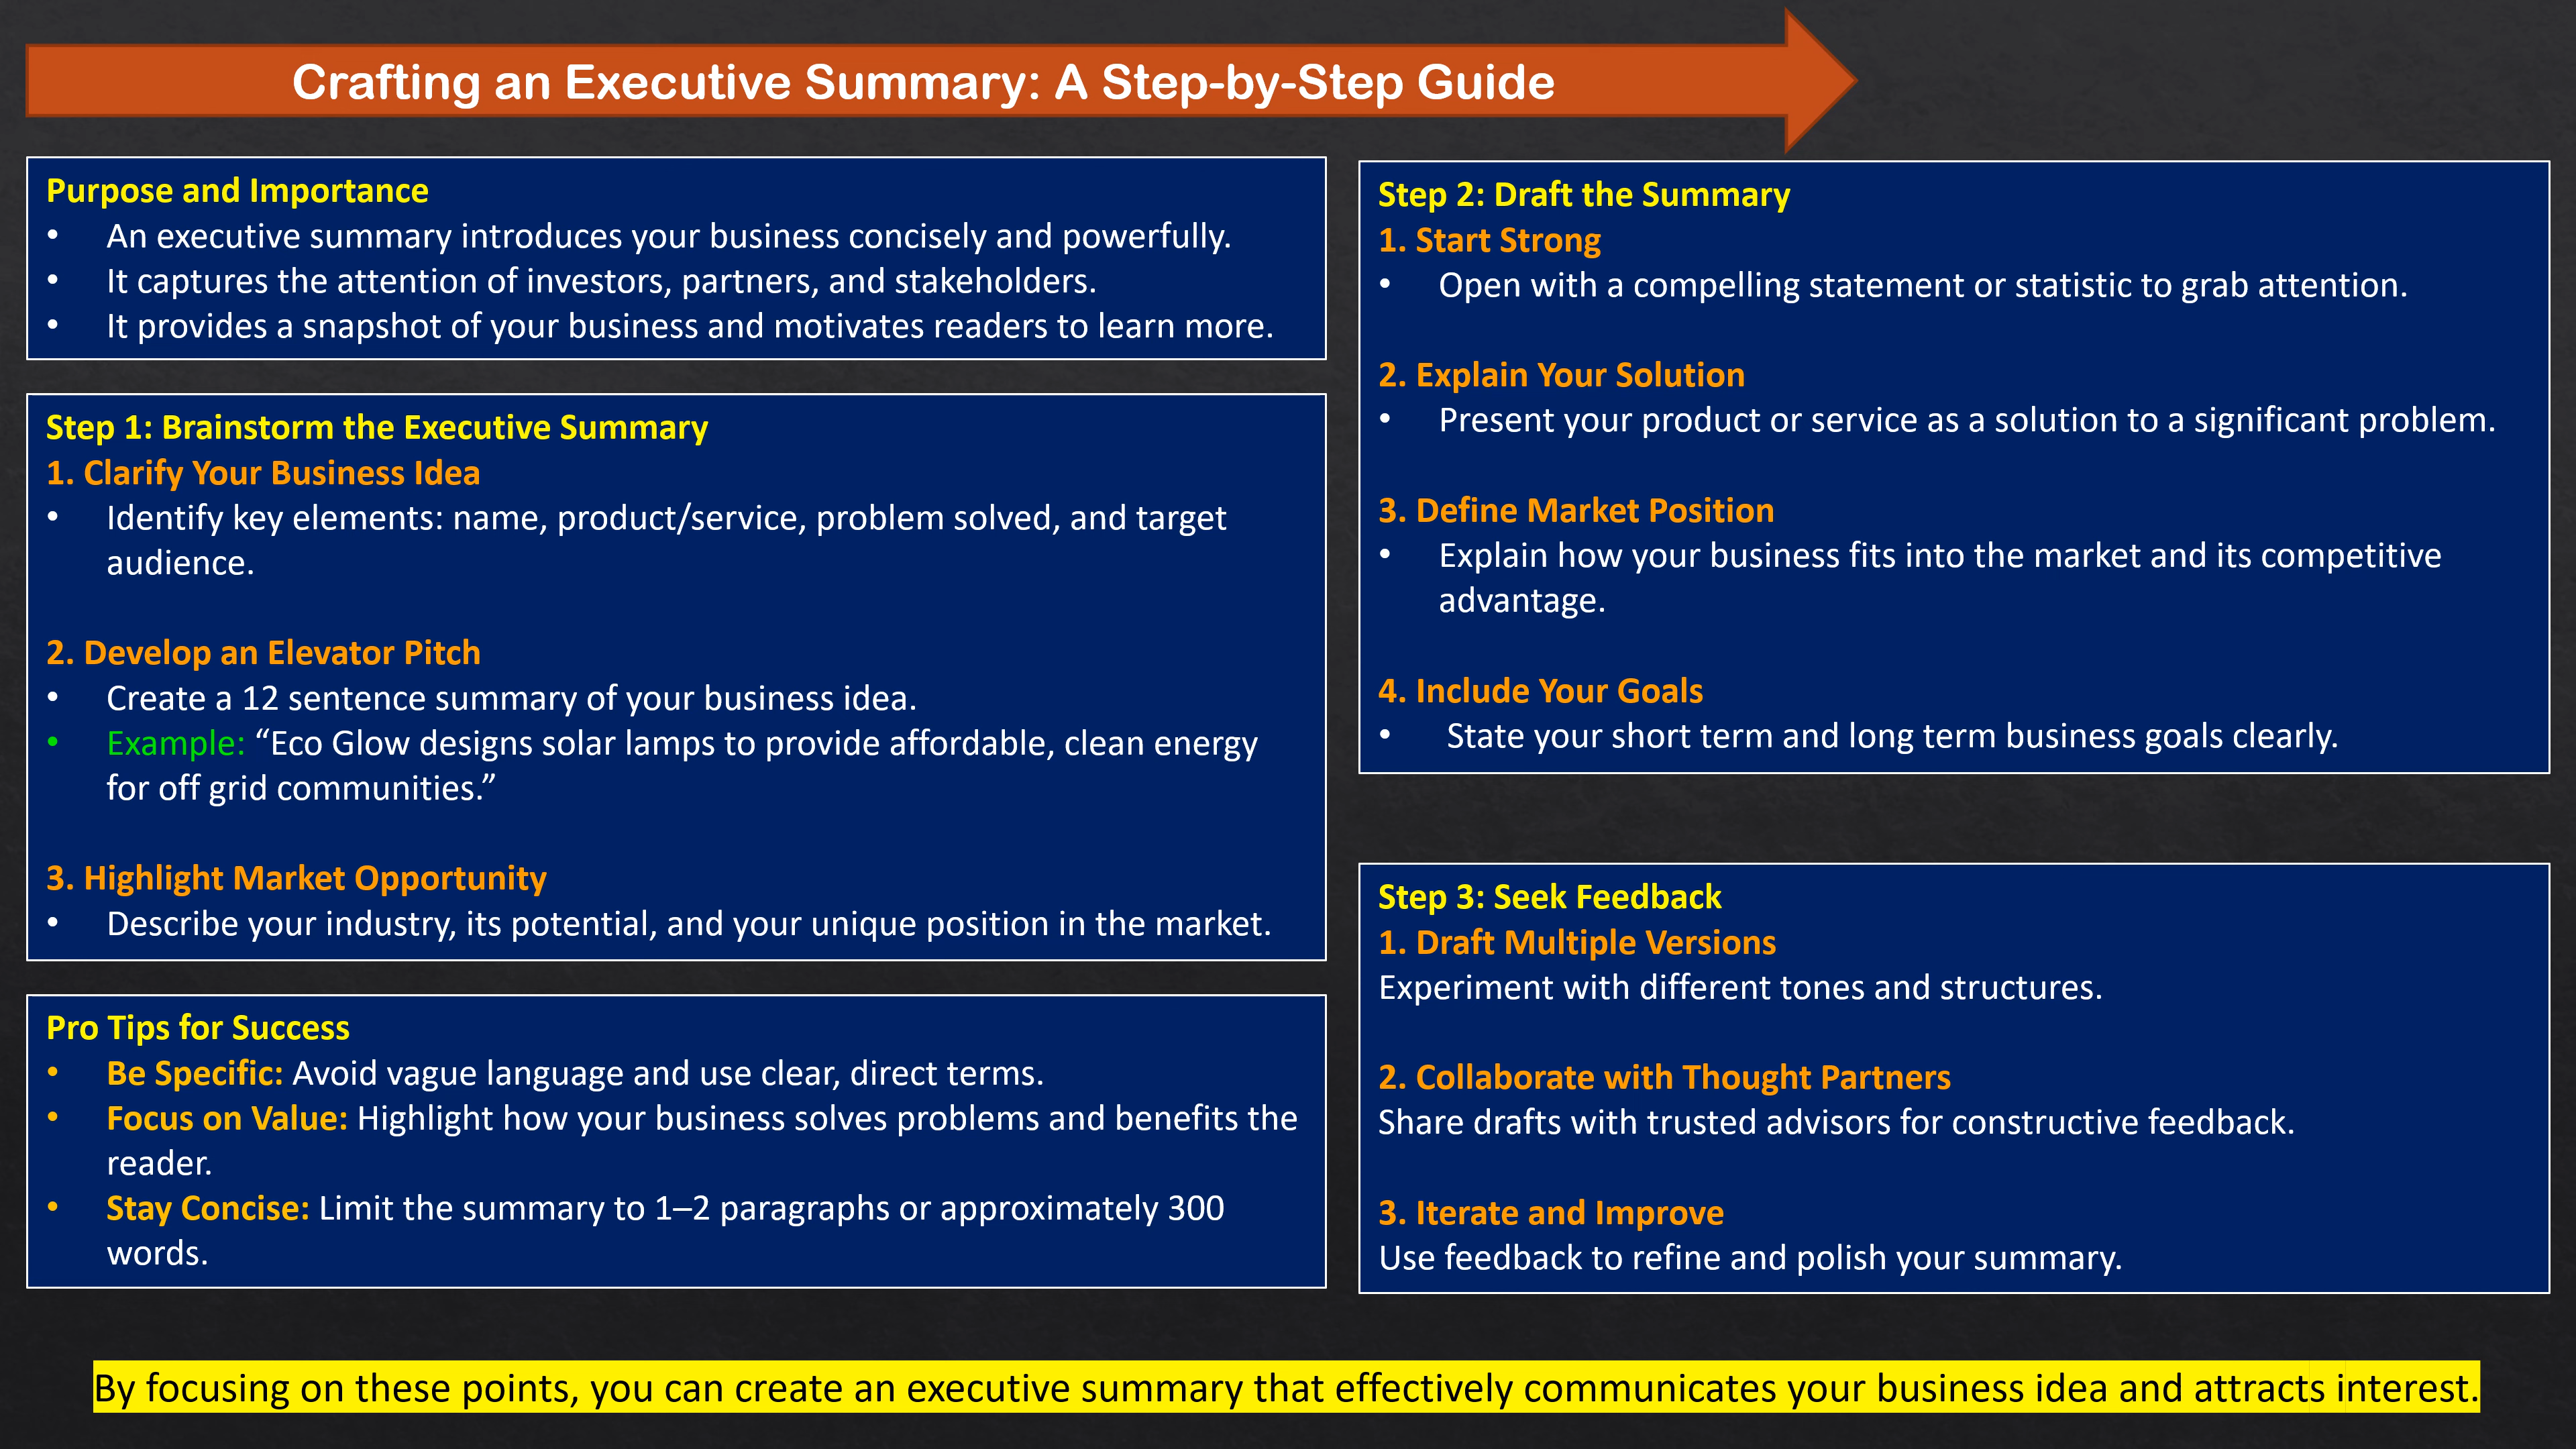 Crafting an Executive Summary: A Step-by-Step Guide
Purpose and Importance
• An executive summary introduces your business concisely and powerfully.
• It captures the attention of investors, partners, and stakeholders.
• It provides a snapshot of your business and motivates readers to learn more.
Step 1: Brainstorm the Executive Summary
1. Clarify Your Business Idea
• Identify key elements: name, product/service, problem solved, and target
audience.
2. Develop an Elevator Pitch
• Create a 12 sentence summary of your business idea.
• Example: “Eco Glow designs solar lamps to provide affordable, clean energy
for off grid communities.”
3. Highlight Market Opportunity
• Describe your industry, its potential, and your unique position in the market.
Pro Tips for Success
• Be Specific: Avoid vague language and use clear, direct terms.
• Focus on Value: Highlight how your business solves problems and benefits the
reader.
• Stay Concise: Limit the summary to 1–2 paragraphs or approximately 300
words.
Step 2: Draft the Summary
1. Start Strong
• Open with a compelling statement or statistic to grab attention.
2. Explain Your Solution
• Present your product or service as a solution to a significant problem.
3. Define Market Position
• Explain how your business fits into the market and its competitive
advantage.
4. Include Your Goals
• State your short term and long term business goals clearly.
Step 3: Seek Feedback
1. Draft Multiple Versions
Experiment with different tones and structures.
2. Collaborate with Thought Partners
Share drafts with trusted advisors for constructive feedback.
3. Iterate and Improve
Use feedback to refine and polish your summary.
By focusing on these points, you can create an executive summary that effectively communicates your business idea and attracts interest.